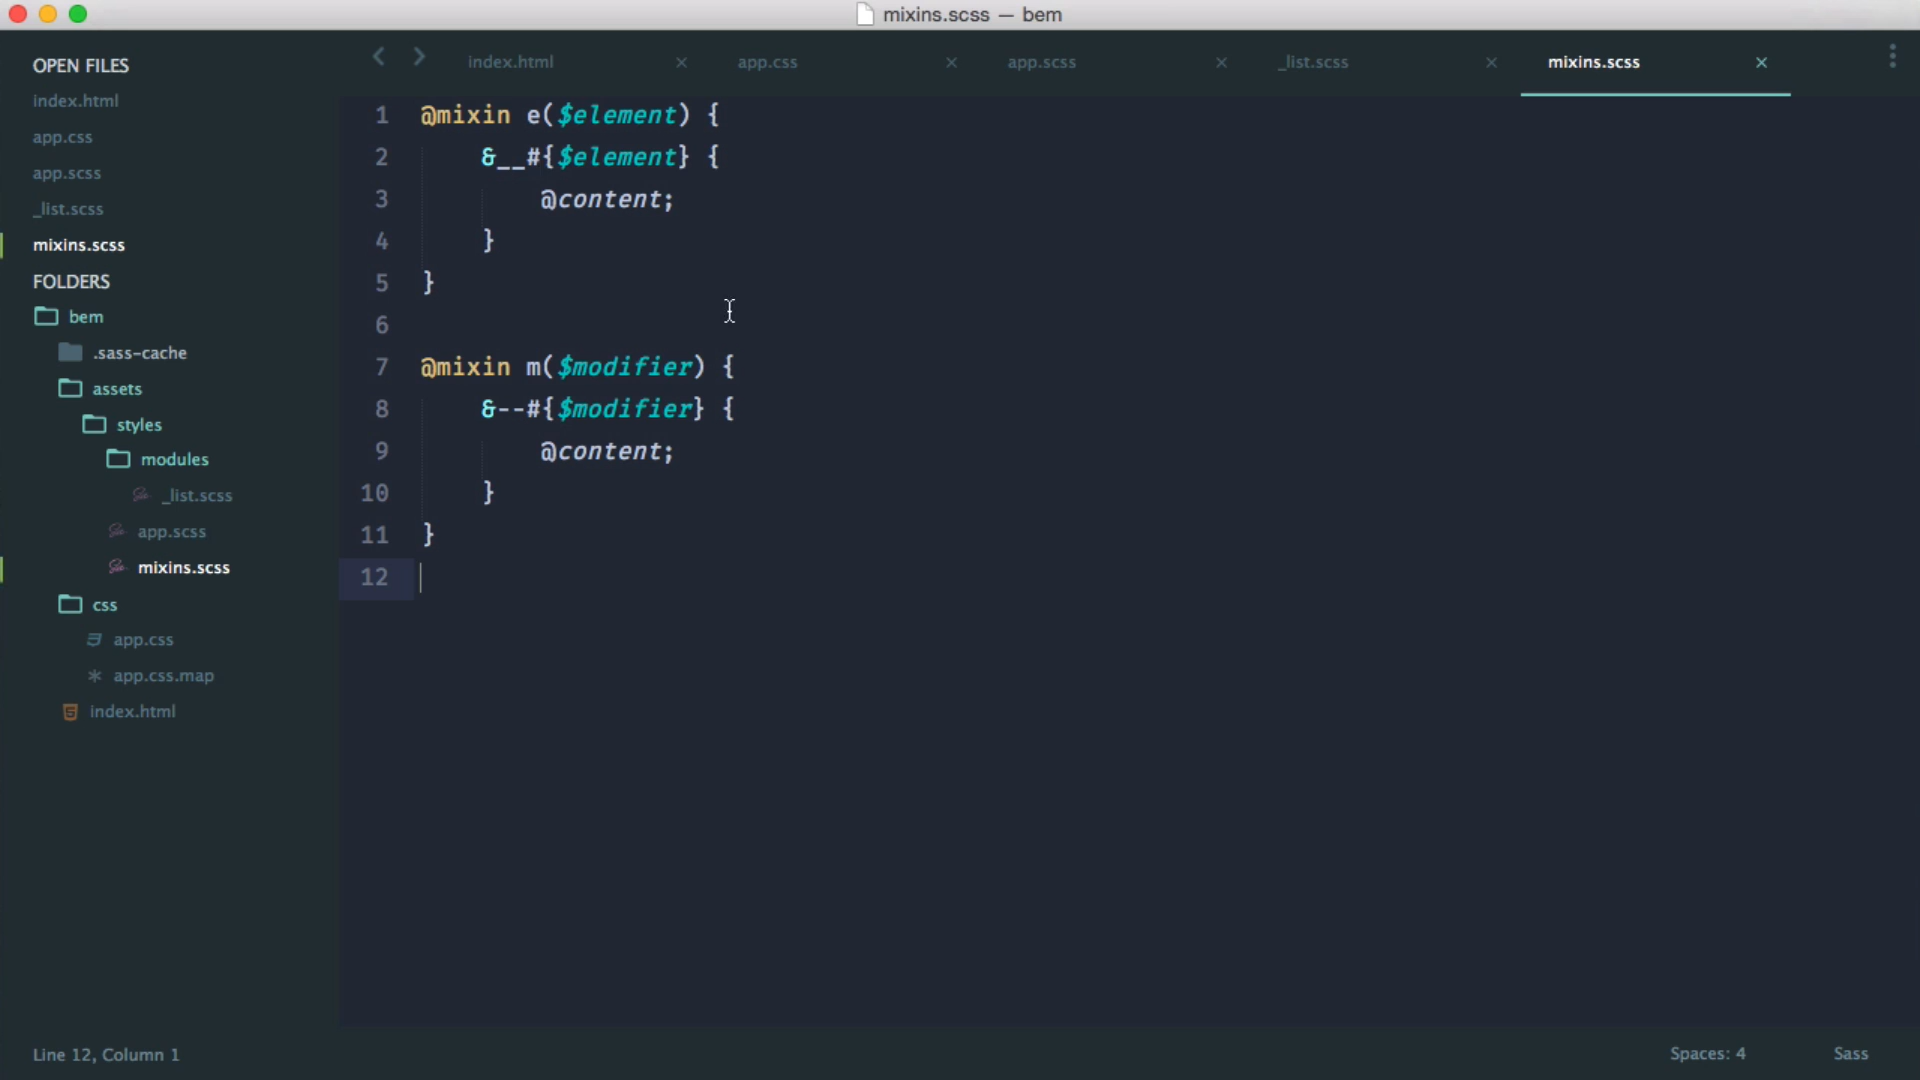 mixins.scss — bem
OPEN FILES
index.html
app.css
app.scss
_list.scss
mixins.scss
FOLDERS
bem
.sass-cache
assets
styles
modules
_list.scss
app.scss
mixins.scss
css
app.css
app.css.map
index.html
index.html × app.css × app.scss × _list.scss × mixins.scss ×
1 @mixin e($element) {
2     &__#{$element} {
3         @content;
4     }
5 }
6
7 @mixin m($modifier) {
8     &--#{$modifier} {
9         @content;
10     }
11 }
12
Line 12, Column 1
Spaces: 4
Sass